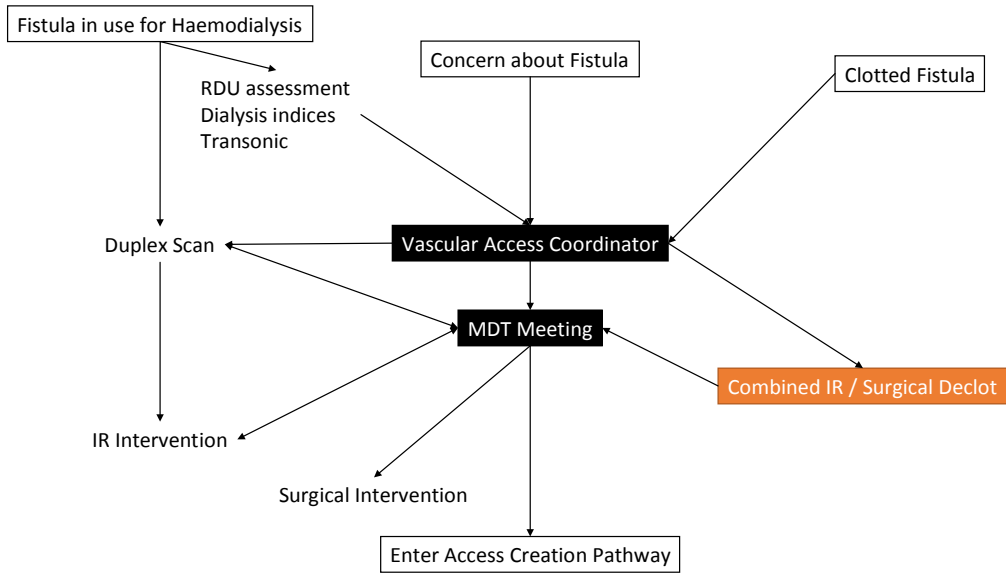 Fistula in use for Haemodialysis
Concern about Fistula
Clotted Fistula
RDU assessment
Dialysis indices
Transonic
Duplex Scan
Vascular Access Coordinator
MDT Meeting
Combined IR / Surgical Declot
IR Intervention
Surgical Intervention
Enter Access Creation Pathway